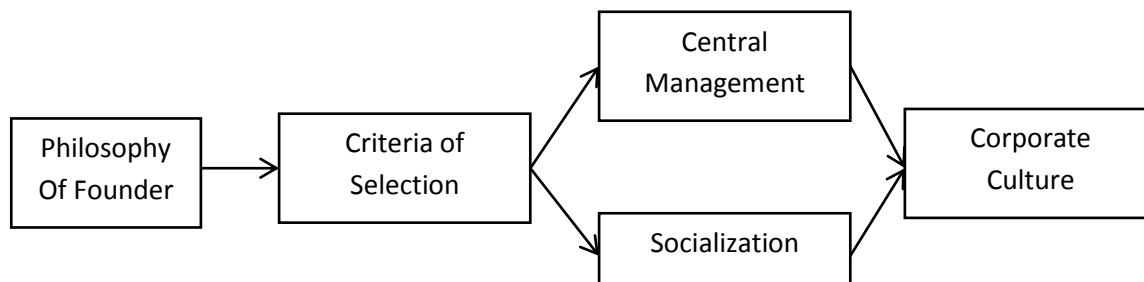 Philosophy
Of Founder
Criteria of
Selection
Central
Management
Socialization
Corporate
Culture